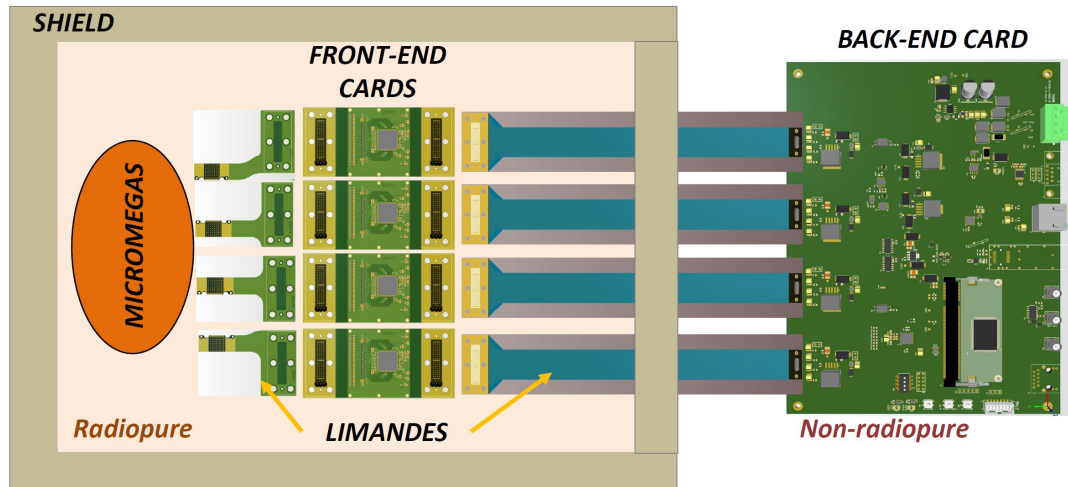 SHIELD
FRONT-END
CARDS
BACK-END CARD
MICROMEGAS
Radiopure
LIMANDES
Non-radiopure